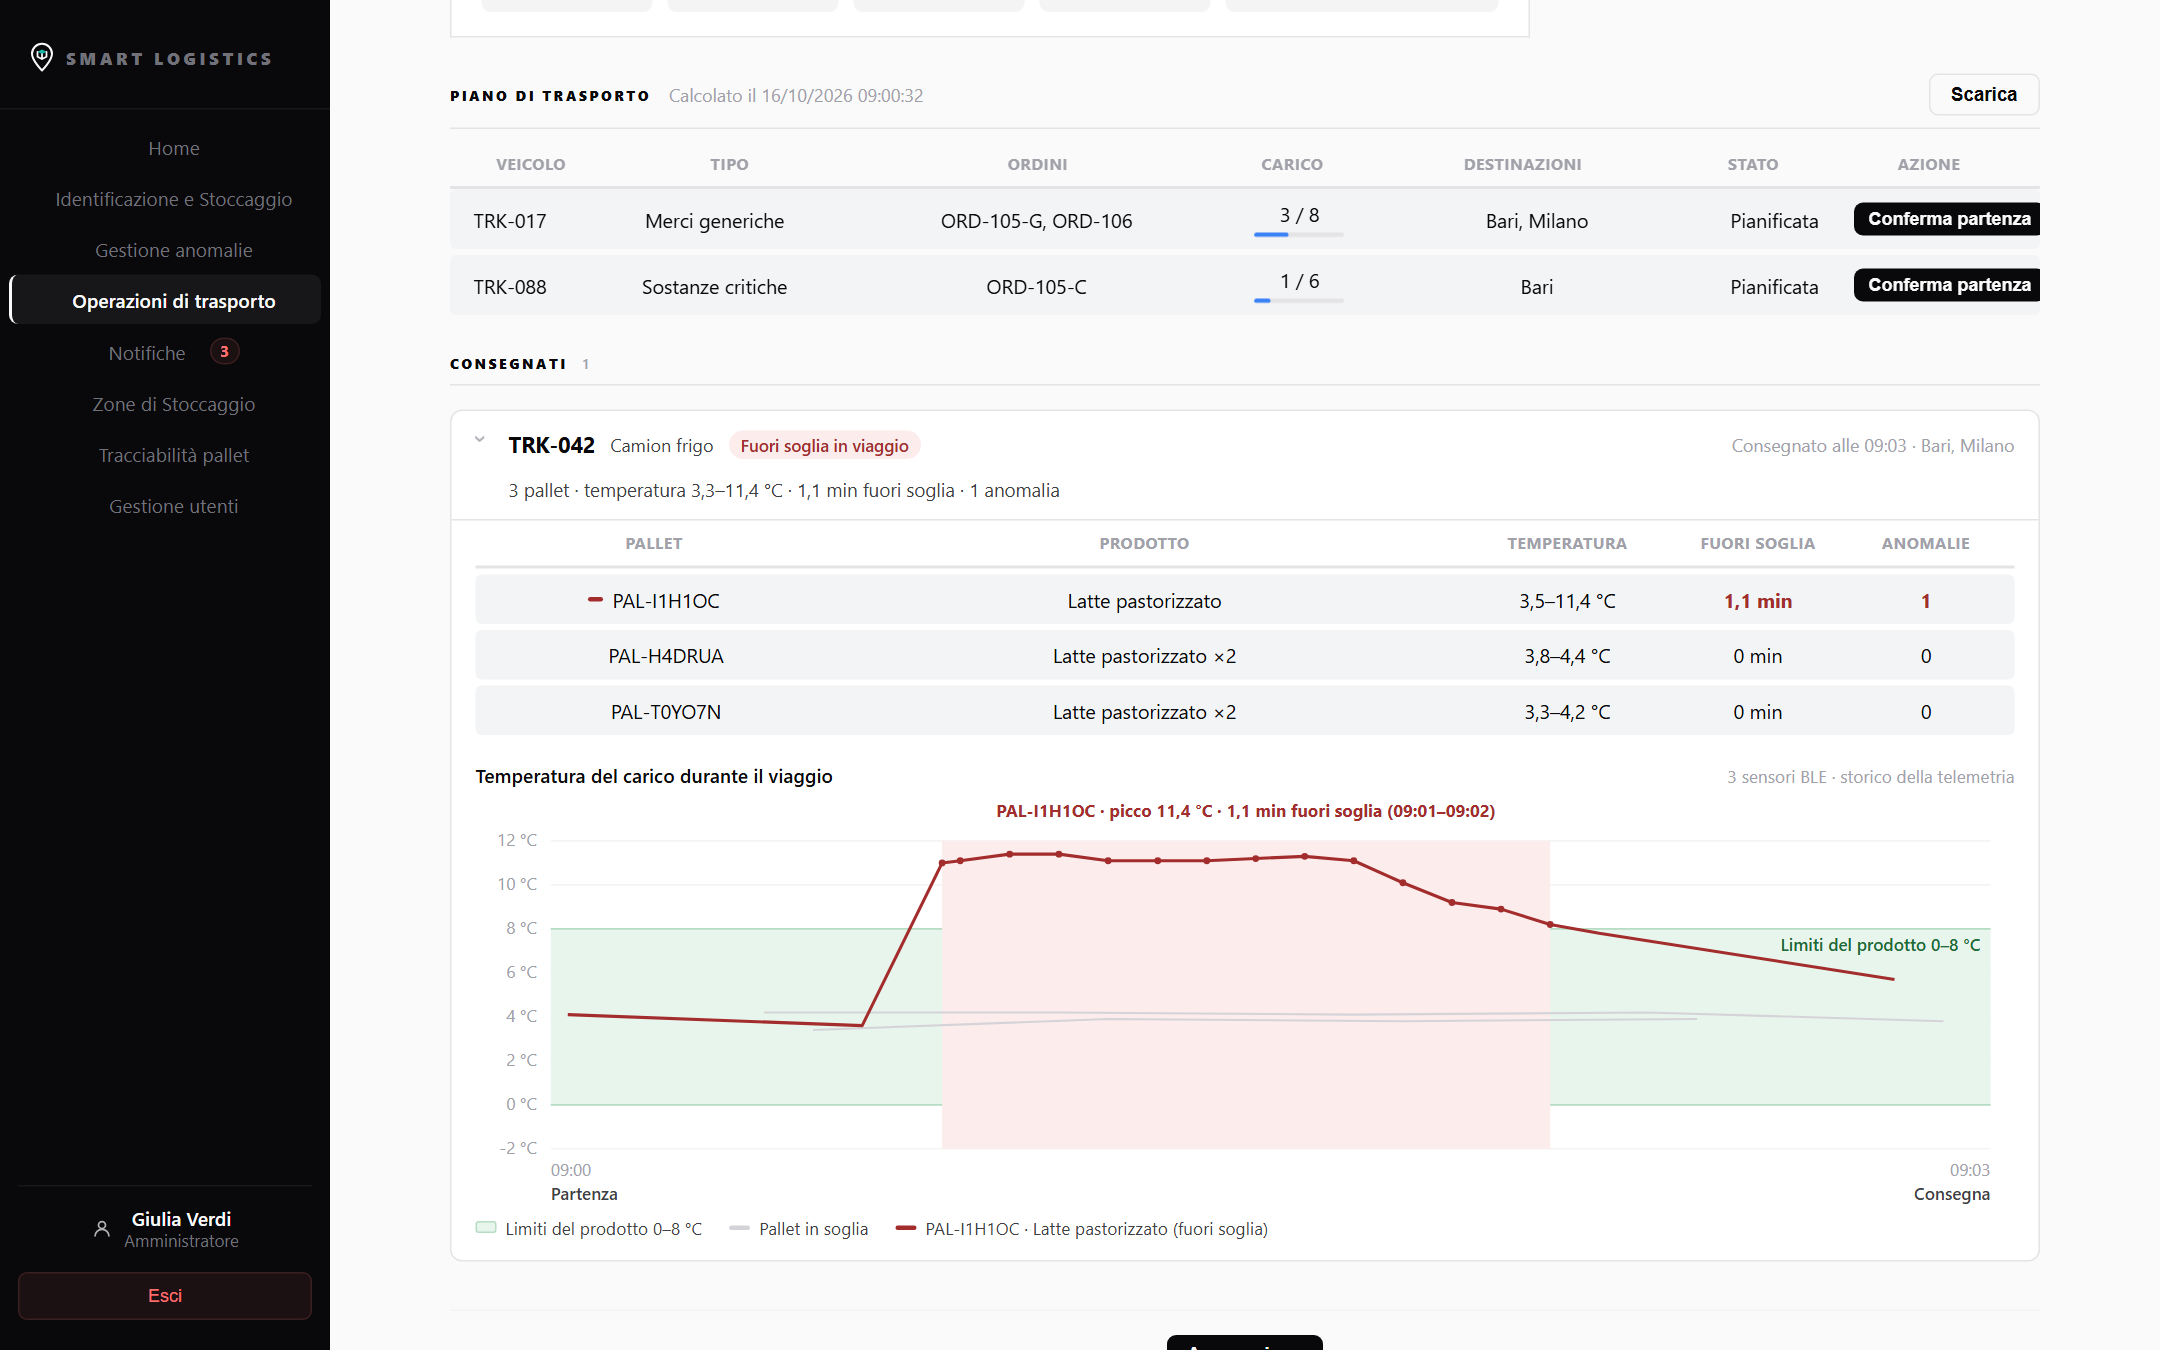 SMART LOGISTICS
Home
Identificazione e Stoccaggio
Gestione anomalie
Operazioni di trasporto
Notifiche 3
Zone di Stoccaggio
Tracciabilità pallet
Gestione utenti
Giulia Verdi
Amministratore
Esci
PIANO DI TRASPORTO Calcolato il 16/10/2026 09:00:32 Scarica
VEICOLO TIPO ORDINI CARICO DESTINAZIONI STATO AZIONE
TRK-017 Merci generiche ORD-105-G, ORD-106 3 / 8 Bari, Milano Pianificata Conferma partenza
TRK-088 Sostanze critiche ORD-105-C 1 / 6 Bari Pianificata Conferma partenza
CONSEGNATI 1
TRK-042 Camion frigo Fuori soglia in viaggio Consegnato alle 09:03 · Bari, Milano
3 pallet · temperatura 3,3–11,4 °C · 1,1 min fuori soglia · 1 anomalia
PALLET PRODOTTO TEMPERATURA FUORI SOGLIA ANOMALIE
PAL-I1H1OC Latte pastorizzato 3,5–11,4 °C 1,1 min 1
PAL-H4DRUA Latte pastorizzato ×2 3,8–4,4 °C 0 min 0
PAL-T0YO7N Latte pastorizzato ×2 3,3–4,2 °C 0 min 0
Temperatura del carico durante il viaggio 3 sensori BLE · storico della telemetria
PAL-I1H1OC · picco 11,4 °C · 1,1 min fuori soglia (09:01–09:02)
12 °C
10 °C
8 °C
Limiti del prodotto 0–8 °C
6 °C
4 °C
2 °C
0 °C
-2 °C
09:00 09:03
Partenza Consegna
Limiti del prodotto 0–8 °C Pallet in soglia PAL-I1H1OC · Latte pastorizzato (fuori soglia)